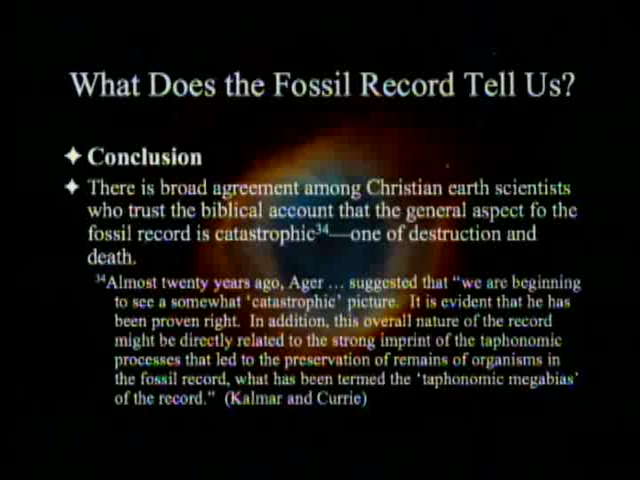 What Does the Fossil Record Tell Us?
✦ Conclusion
✦ There is broad agreement among Christian earth scientists
who trust the biblical account that the general aspect fo the
fossil record is catastrophic³⁴—one of destruction and
death.
³⁴Almost twenty years ago, Ager ... suggested that “we are beginning
to see a somewhat ‘catastrophic’ picture. It is evident that he has
been proven right. In addition, this overall nature of the record
might be directly related to the strong imprint of the taphonomic
processes that led to the preservation of remains of organisms in
the fossil record, what has been termed the ‘taphonomic megabias’
of the record.” (Kalmar and Currie)